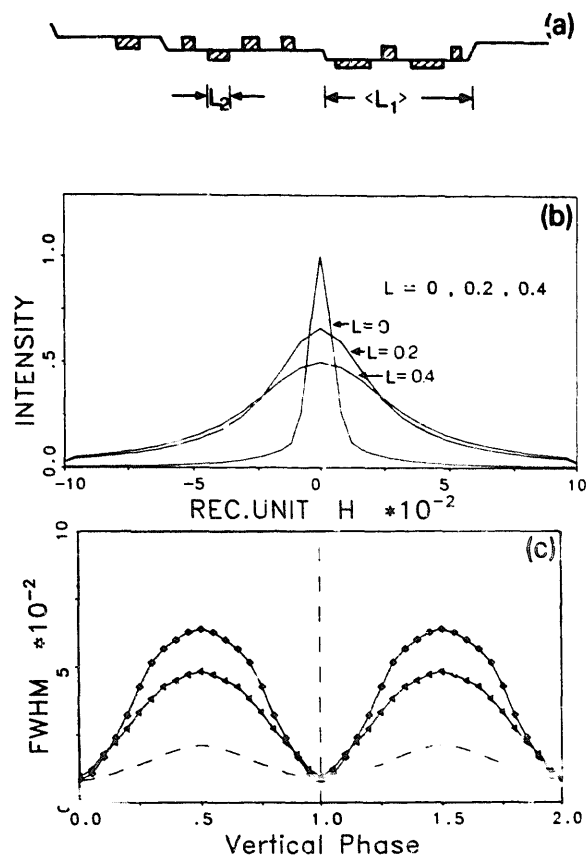 (a)
L2
<L1>
(b)
INTENSITY
1.0
.5
0.0
L = 0 , 0.2 , 0.4
L=0
L=0.2
L=0.4
-10 -5 0 5 10
REC.UNIT H *10-2
(c)
FWHM *10-2
10
5
0.0 .5 1.0 1.5 2.0
Vertical Phase